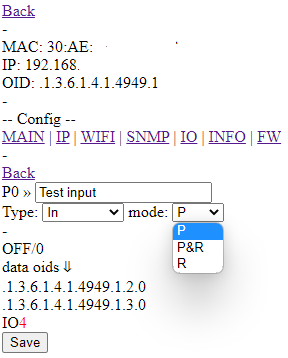 Back
-
MAC: 30:AE:
IP: 192.168.
OID: .1.3.6.1.4.1.4949.1
-
-- Config --
MAIN | IP | WIFI | SNMP | IO | INFO | FW
-
Back
P0 » Test input
Type: In mode: P
P
P&R
R
-
OFF/0
data oids ⇓
.1.3.6.1.4.1.4949.1.2.0
.1.3.6.1.4.1.4949.1.3.0
IO4
Save